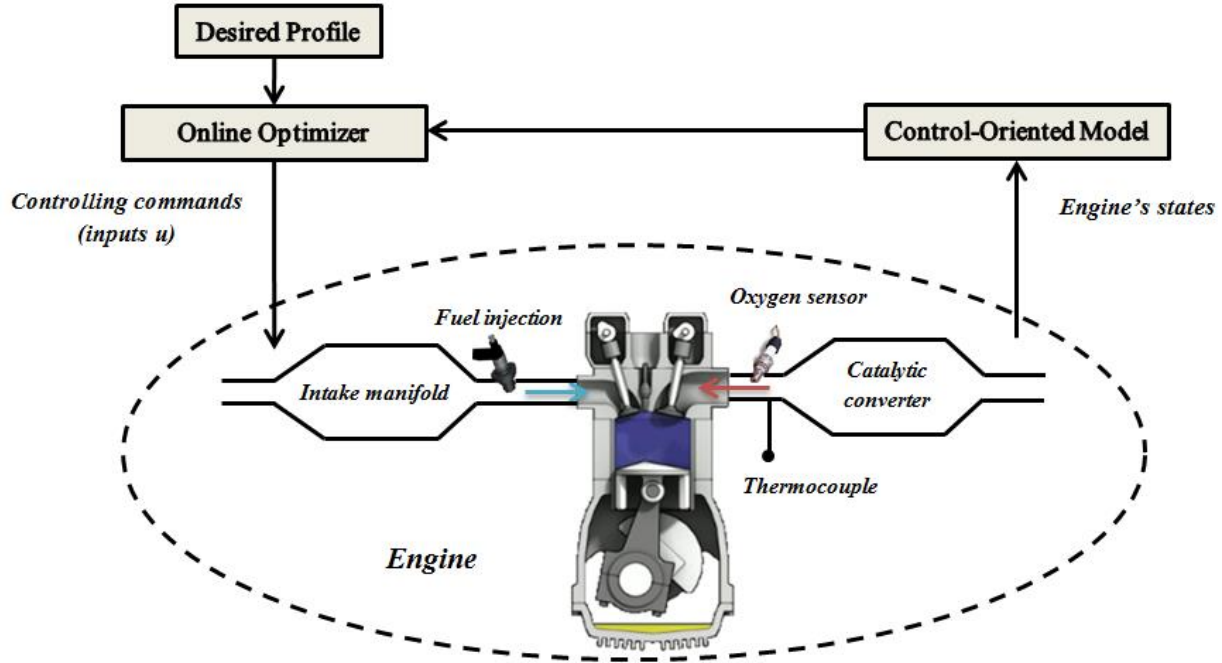 Desired Profile
Online Optimizer
Control-Oriented Model
Controlling commands
(inputs u)
Engine’s states
Oxygen sensor
Fuel injection
Intake manifold
Catalytic
converter
Thermocouple
Engine